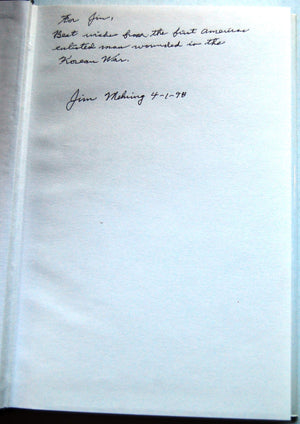 For Jim,
Best wishes from the first American
enlisted man wounded in the
Korean War.
Jim Mehring 4-1-98